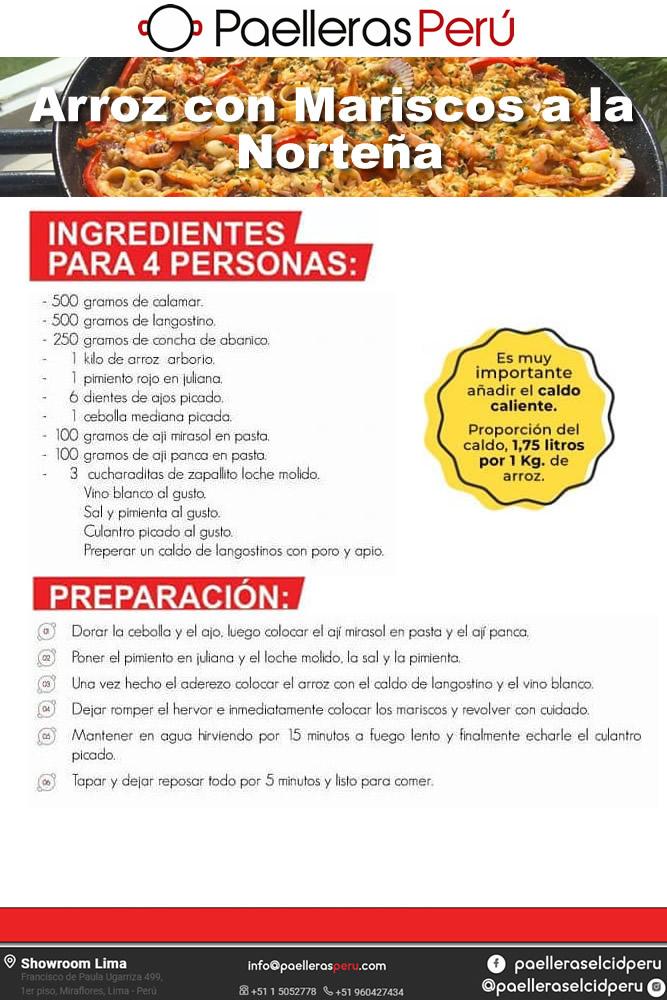 Paelleras Perú
Arroz con Mariscos a la
Norteña
INGREDIENTES
PARA 4 PERSONAS:
- 500 gramos de calamar.
- 500 gramos de langostino.
- 250 gramos de concha de abanico.
- 1 kilo de arroz arborio.
- 1 pimiento rojo en juliana.
- 6 dientes de ajos picado.
- 1 cebolla mediana picada.
- 100 gramos de aji mirasol en pasta.
- 100 gramos de aji panca en pasta.
- 3 cucharaditas de zapallito loche molido.
Vino blanco al gusto.
Sal y pimienta al gusto.
Culantro picado al gusto.
Preperar un caldo de langostinos con poro y apio.
Es muy
importante
añadir el caldo
caliente.
Proporción del
caldo, 1,75 litros
por 1 Kg. de
arroz.
PREPARACIÓN:
01 Dorar la cebolla y el ajo, luego colocar el ají mirasol en pasta y el ají panca.
02 Poner el pimiento en juliana y el loche molido, la sal y la pimienta.
03 Una vez hecho el aderezo colocar el arroz con el caldo de langostino y el vino blanco.
04 Dejar romper el hervor e inmediatamente colocar los mariscos y revolver con cuidado.
05 Mantener en agua hirviendo por 15 minutos a fuego lento y finalmente echarle el culantro
picado.
06 Tapar y dejar reposar todo por 5 minutos y listo para comer.
Showroom Lima
Francisco de Paula Ugarriza 499,
1er piso, Miraflores, Lima - Perú
info@paellerasperu.com
+51 1 5052778 +51 960427434
paelleraselcidperu
@paelleraselcidperu